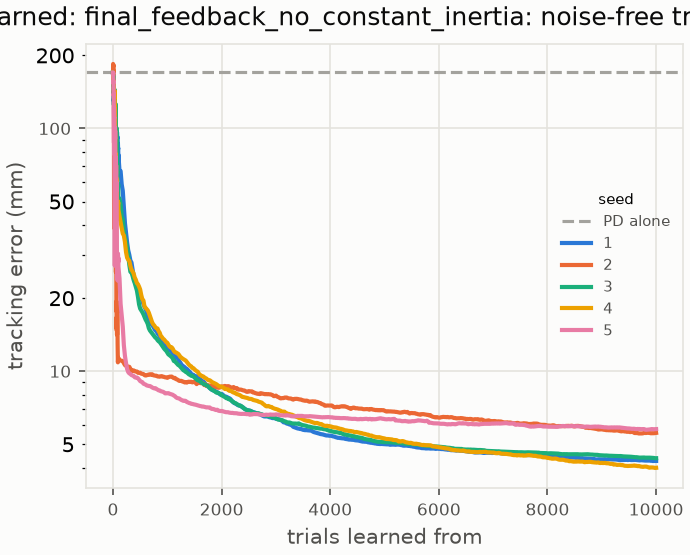 arned: final_feedback_no_constant_inertia: noise-free tr
200
100
50
20
10
5
tracking error (mm)
seed
PD alone
1
2
3
4
5
0 2000 4000 6000 8000 10000
trials learned from